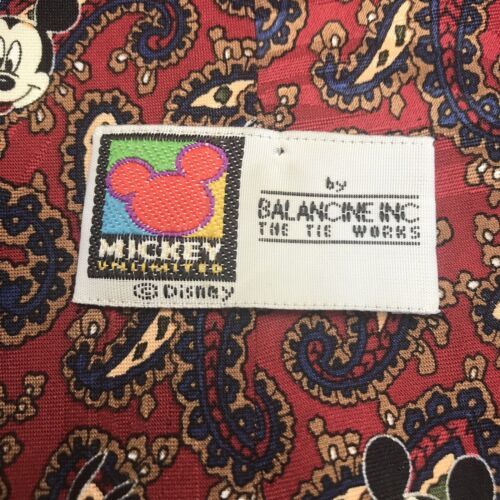 MICKEY
UNLIMITED
© Disney
by
BALANCINE INC
THE TIE WORKS